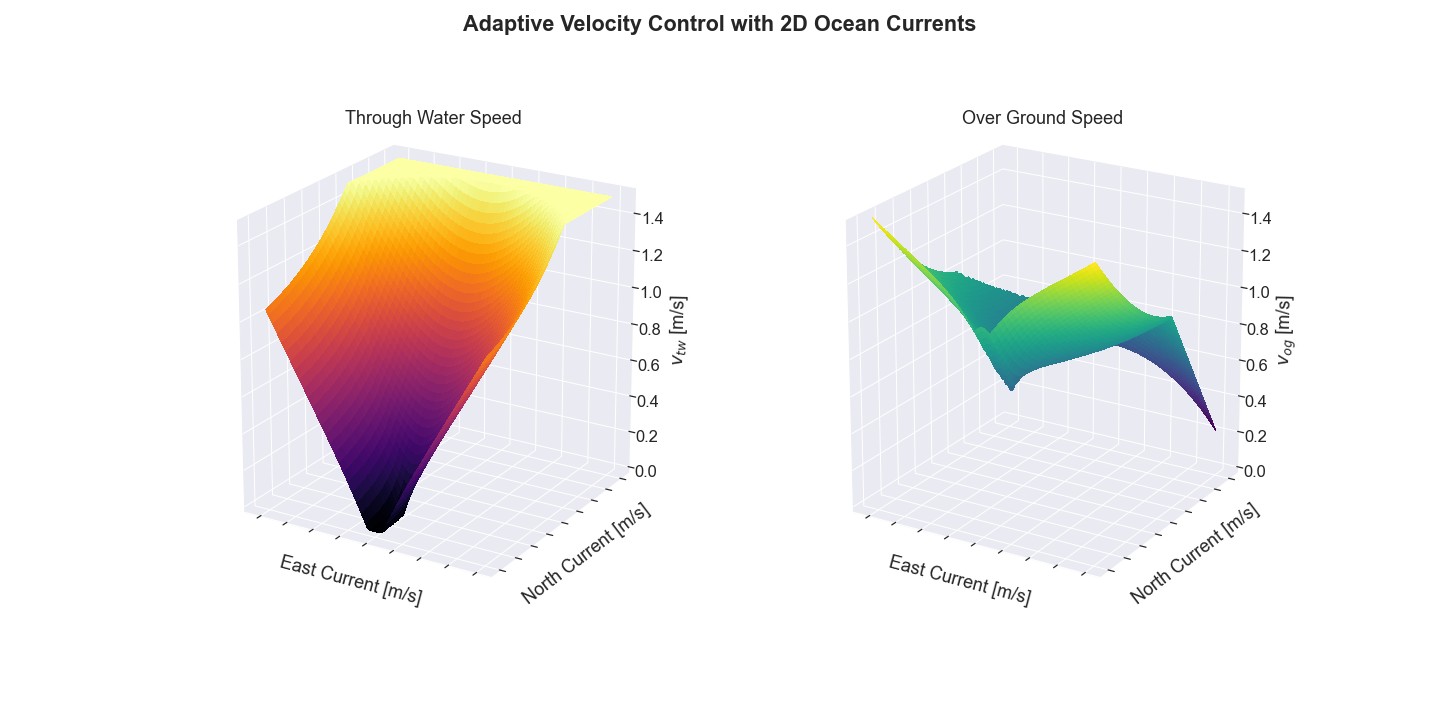 Adaptive Velocity Control with 2D Ocean Currents
Through Water Speed
1.4
1.2
1.0
0.8
0.6
0.4
0.2
0.0
v_tw [m/s]
East Current [m/s]
North Current [m/s]
Over Ground Speed
1.4
1.2
1.0
0.8
0.6
0.4
0.2
0.0
v_og [m/s]
East Current [m/s]
North Current [m/s]